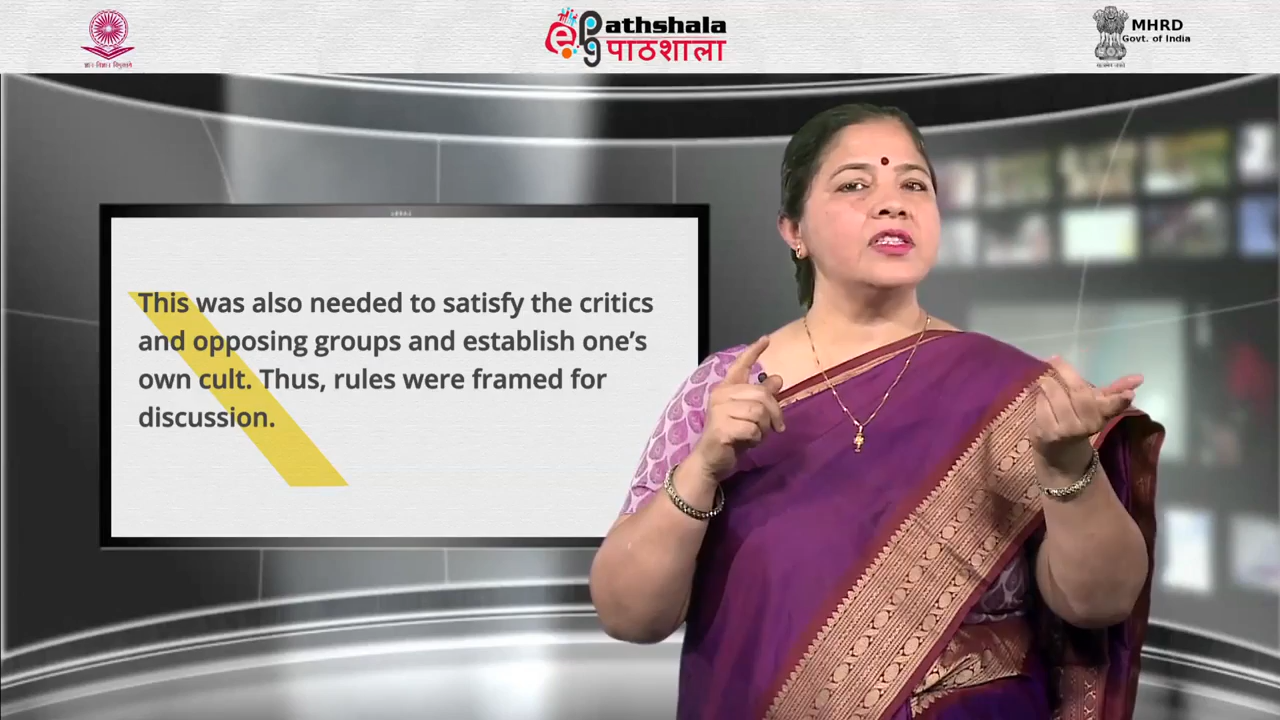 ePathshala
पाठशाला
MHRD
Govt. of India
This was also needed to satisfy the critics
and opposing groups and establish one's
own cult. Thus, rules were framed for
discussion.